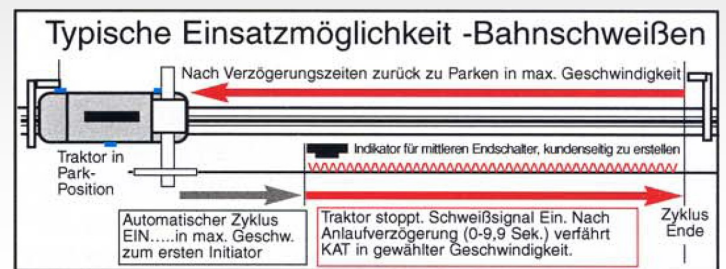 Typische Einsatzmöglichkeit -Bahnschweißen
Nach Verzögerungszeiten zurück zu Parken in max. Geschwindigkeit
Indikator für mittleren Endschalter, kundenseitig zu erstellen
Traktor in
Park-
Position
Automatischer Zyklus
EIN.....in max. Geschw.
zum ersten Initiator
Traktor stoppt. Schweißsignal Ein. Nach
Anlaufverzögerung (0-9,9 Sek.) verfährt
KAT in gewählter Geschwindigkeit.
Zyklus
Ende